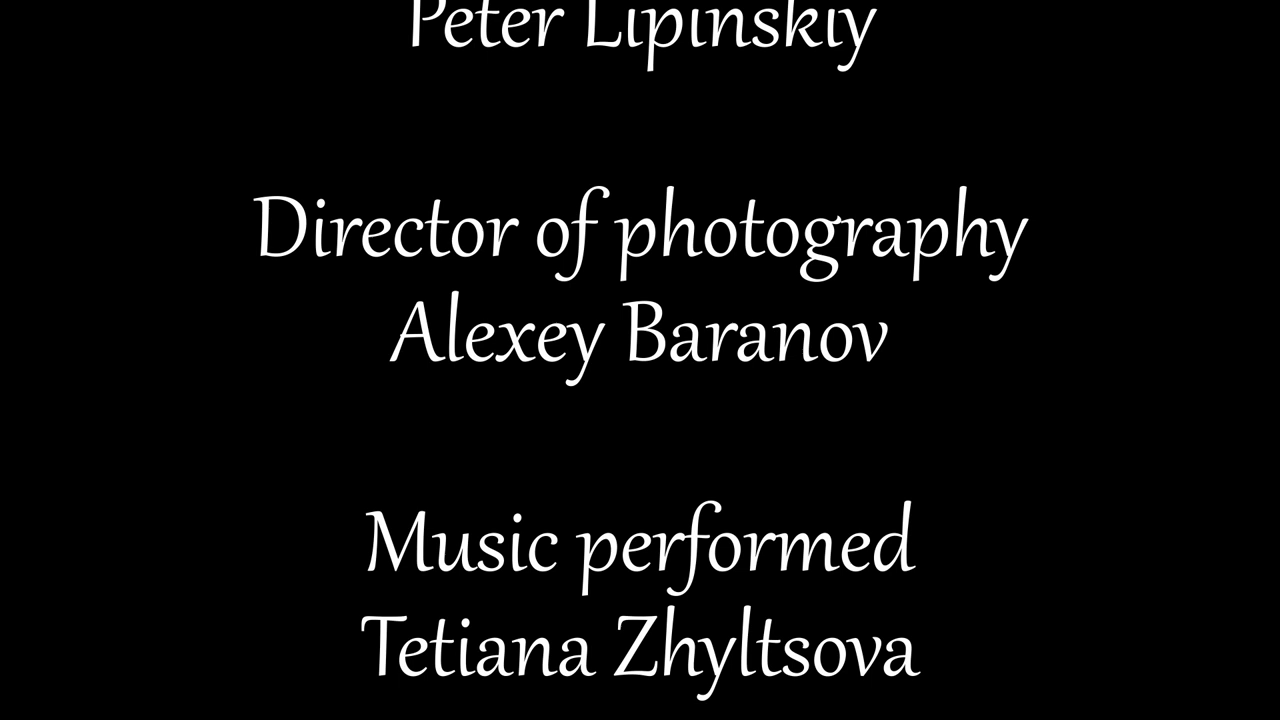 Peter Lipinskiy
Director of photography
Alexey Baranov
Music performed
Tetiana Zhyltsova